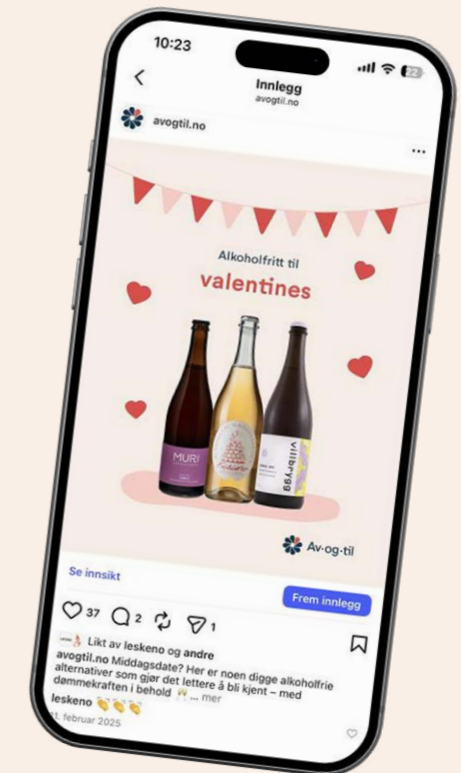 10:23
22
Innlegg
avogtil.no
avogtil.no
Alkoholfritt til
valentines
MURI
villbrygg
Av-og-til
Se innsikt
Frem innlegg
37
2
1
Likt av leskeno og andre
avogtil.no Middagsdate? Her er noen digge alkoholfrie
alternativer som gjør det lettere å bli kjent – med
dømmekraften i behold 🥂 ... mer
leskeno 👏👏👏
11. februar 2025